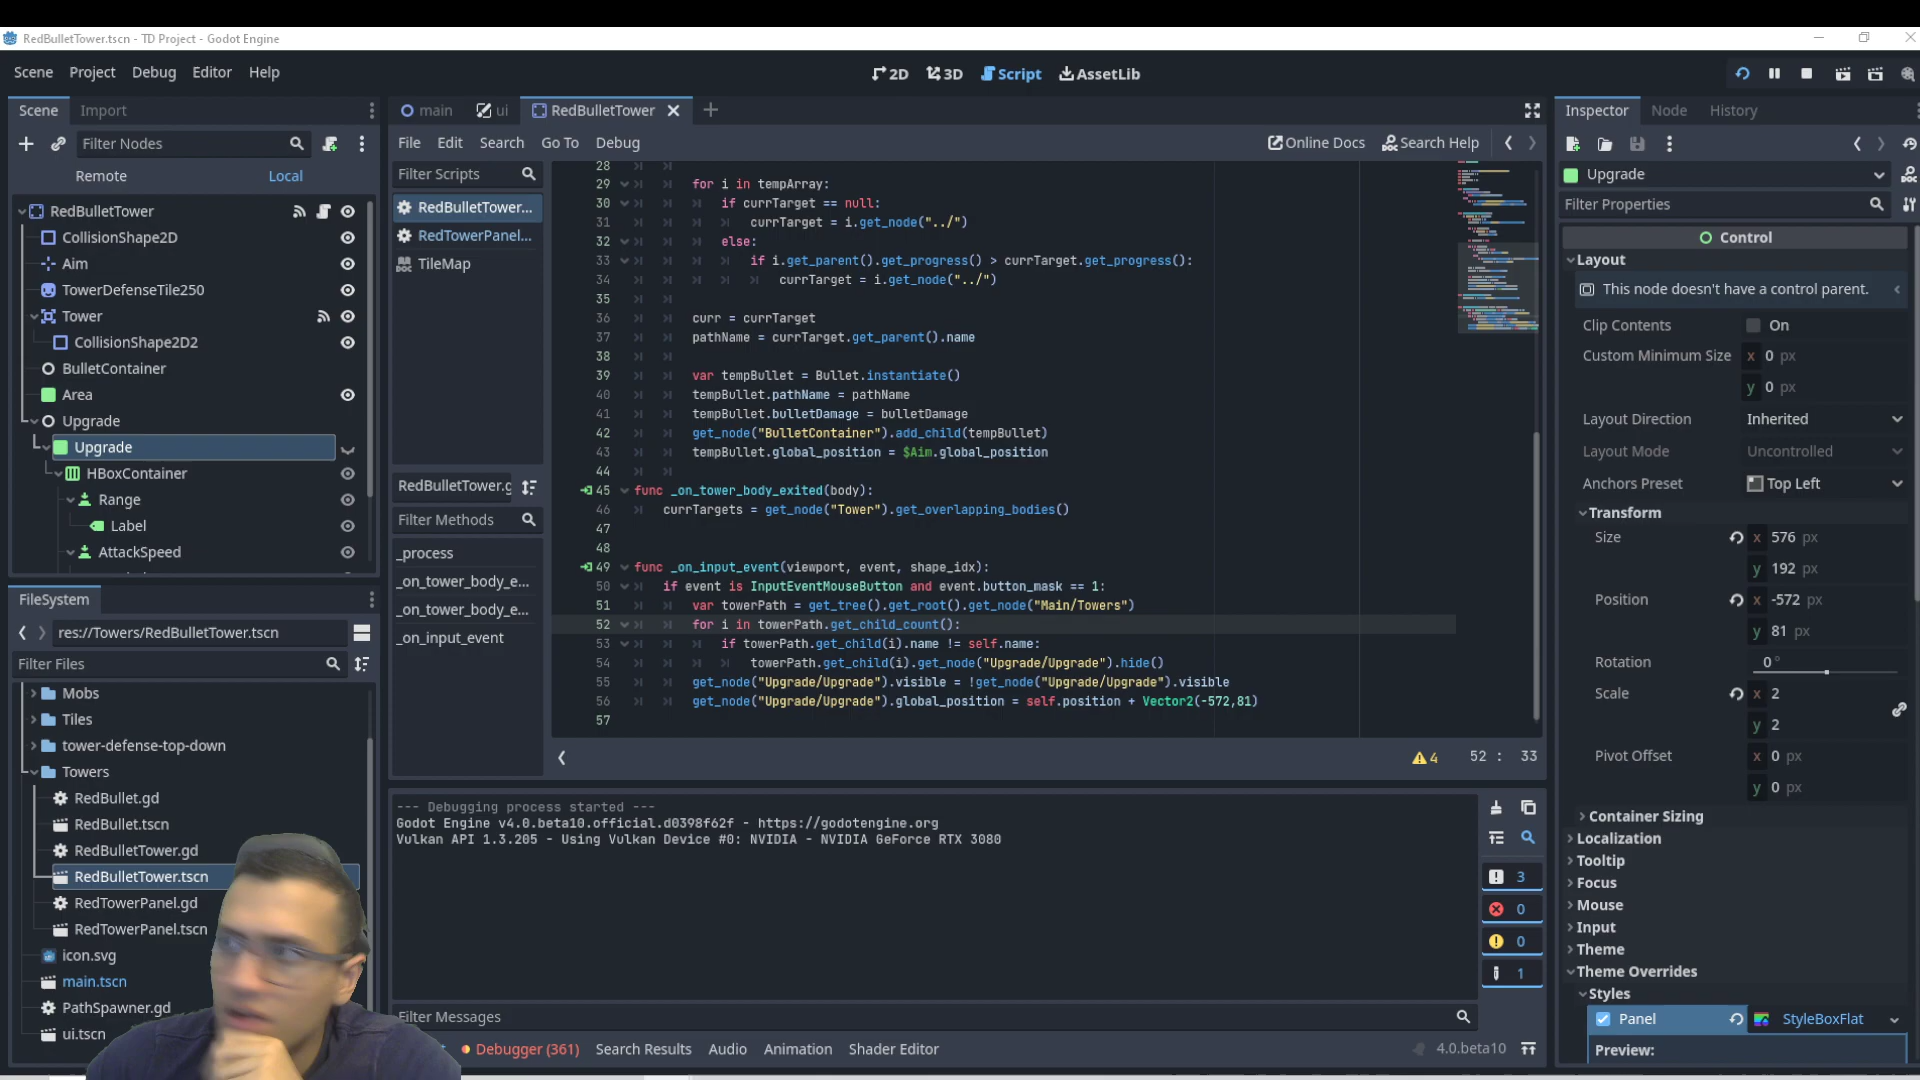 RedBulletTower.tscn - TD Project - Godot Engine
Scene Project Debug Editor Help
2D 3D Script AssetLib
Scene Import
Filter Nodes
Remote Local
RedBulletTower
CollisionShape2D
Aim
TowerDefenseTile250
Tower
CollisionShape2D2
BulletContainer
Area
Upgrade
Upgrade
HBoxContainer
Range
Label
AttackSpeed
FileSystem
res://Towers/RedBulletTower.tscn
Filter Files
Mobs
Tiles
tower-defense-top-down
Towers
RedBullet.gd
RedBullet.tscn
RedBulletTower.gd
RedBulletTower.tscn
RedTowerPanel.gd
RedTowerPanel.tscn
icon.svg
main.tscn
PathSpawner.gd
ui.tscn
main ui RedBulletTower
File Edit Search Go To Debug
Online Docs Search Help
Filter Scripts
RedBulletTower...
RedTowerPanel...
TileMap
RedBulletTower.g
Filter Methods
_process
_on_tower_body_e...
_on_tower_body_e...
_on_input_event
28
29 for i in tempArray:
30 if currTarget == null:
31 currTarget = i.get_node("../")
32 else:
33 if i.get_parent().get_progress() > currTarget.get_progress():
34 currTarget = i.get_node("../")
35
36 curr = currTarget
37 pathName = currTarget.get_parent().name
38
39 var tempBullet = Bullet.instantiate()
40 tempBullet.pathName = pathName
41 tempBullet.bulletDamage = bulletDamage
42 get_node("BulletContainer").add_child(tempBullet)
43 tempBullet.global_position = $Aim.global_position
44
45 func _on_tower_body_exited(body):
46 currTargets = get_node("Tower").get_overlapping_bodies()
47
48
49 func _on_input_event(viewport, event, shape_idx):
50 if event is InputEventMouseButton and event.button_mask == 1:
51 var towerPath = get_tree().get_root().get_node("Main/Towers")
52 for i in towerPath.get_child_count():
53 if towerPath.get_child(i).name != self.name:
54 towerPath.get_child(i).get_node("Upgrade/Upgrade").hide()
55 get_node("Upgrade/Upgrade").visible = !get_node("Upgrade/Upgrade").visible
56 get_node("Upgrade/Upgrade").global_position = self.position + Vector2(-572,81)
57
4 52 : 33
--- Debugging process started ---
Godot Engine v4.0.beta10.official.d0398f62f - https://godotengine.org
Vulkan API 1.3.205 - Using Vulkan Device #0: NVIDIA - NVIDIA GeForce RTX 3080
3
0
0
1
Filter Messages
Debugger (361) Search Results Audio Animation Shader Editor
4.0.beta10
Inspector Node History
Upgrade
Filter Properties
Control
Layout
This node doesn't have a control parent.
Clip Contents On
Custom Minimum Size x 0 px
y 0 px
Layout Direction Inherited
Layout Mode Uncontrolled
Anchors Preset Top Left
Transform
Size x 576 px
y 192 px
Position x -572 px
y 81 px
Rotation 0 °
Scale x 2
y 2
Pivot Offset x 0 px
y 0 px
Container Sizing
Localization
Tooltip
Focus
Mouse
Input
Theme
Theme Overrides
Styles
Panel StyleBoxFlat
Preview: